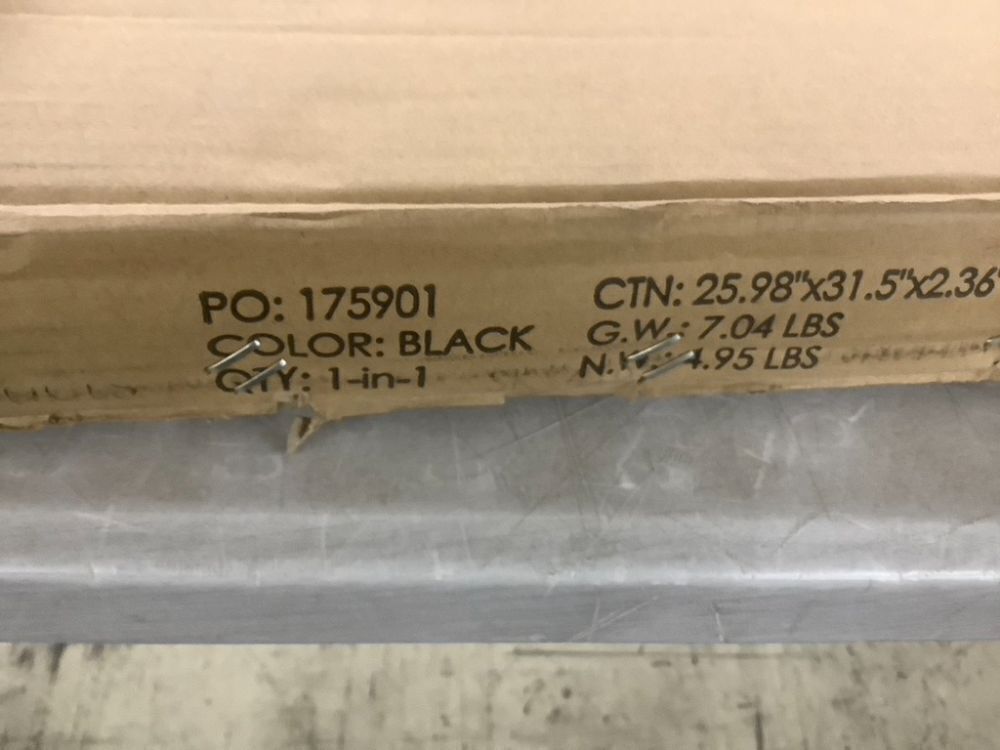 PO: 175901
COLOR: BLACK
QTY: 1-in-1
CTN: 25.98"x31.5"x2.36"
G.W.: 7.04 LBS
N.W.: 4.95 LBS